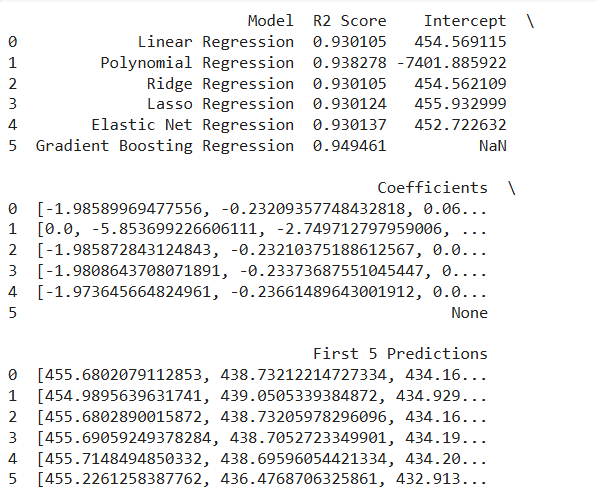 Model R2 Score Intercept \
0 Linear Regression 0.930105 454.569115
1 Polynomial Regression 0.938278 -7401.885922
2 Ridge Regression 0.930105 454.562109
3 Lasso Regression 0.930124 455.932999
4 Elastic Net Regression 0.930137 452.722632
5 Gradient Boosting Regression 0.949461 NaN
Coefficients \
0 [-1.98589969477556, -0.23209357748432818, 0.06...
1 [0.0, -5.853699226606111, -2.749712797959006, ...
2 [-1.985872843124843, -0.23210375188612567, 0.0...
3 [-1.9808643708071891, -0.23373687551045447, 0....
4 [-1.973645664824961, -0.23661489643001912, 0.0...
5 None
First 5 Predictions
0 [455.6802079112853, 438.73212214727334, 434.16...
1 [454.9895639631741, 439.0505339384872, 434.929...
2 [455.6802890015872, 438.73205978296096, 434.16...
3 [455.69059249378284, 438.7052723349901, 434.19...
4 [455.7148494850332, 438.69596054421334, 434.20...
5 [455.2261258387762, 436.4768706325861, 432.913...